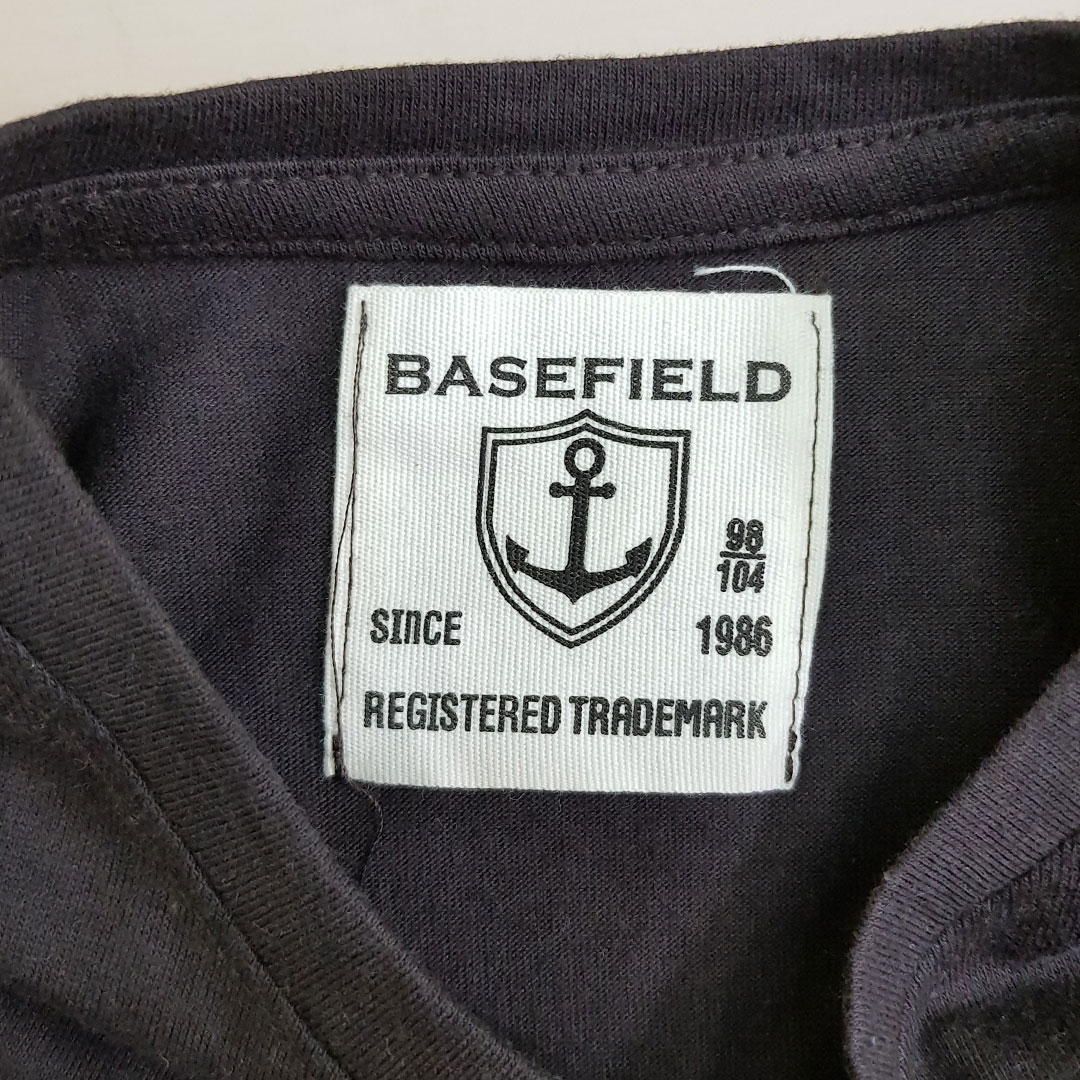 BASEFIELD
98
104
SINCE 1986
REGISTERED TRADEMARK